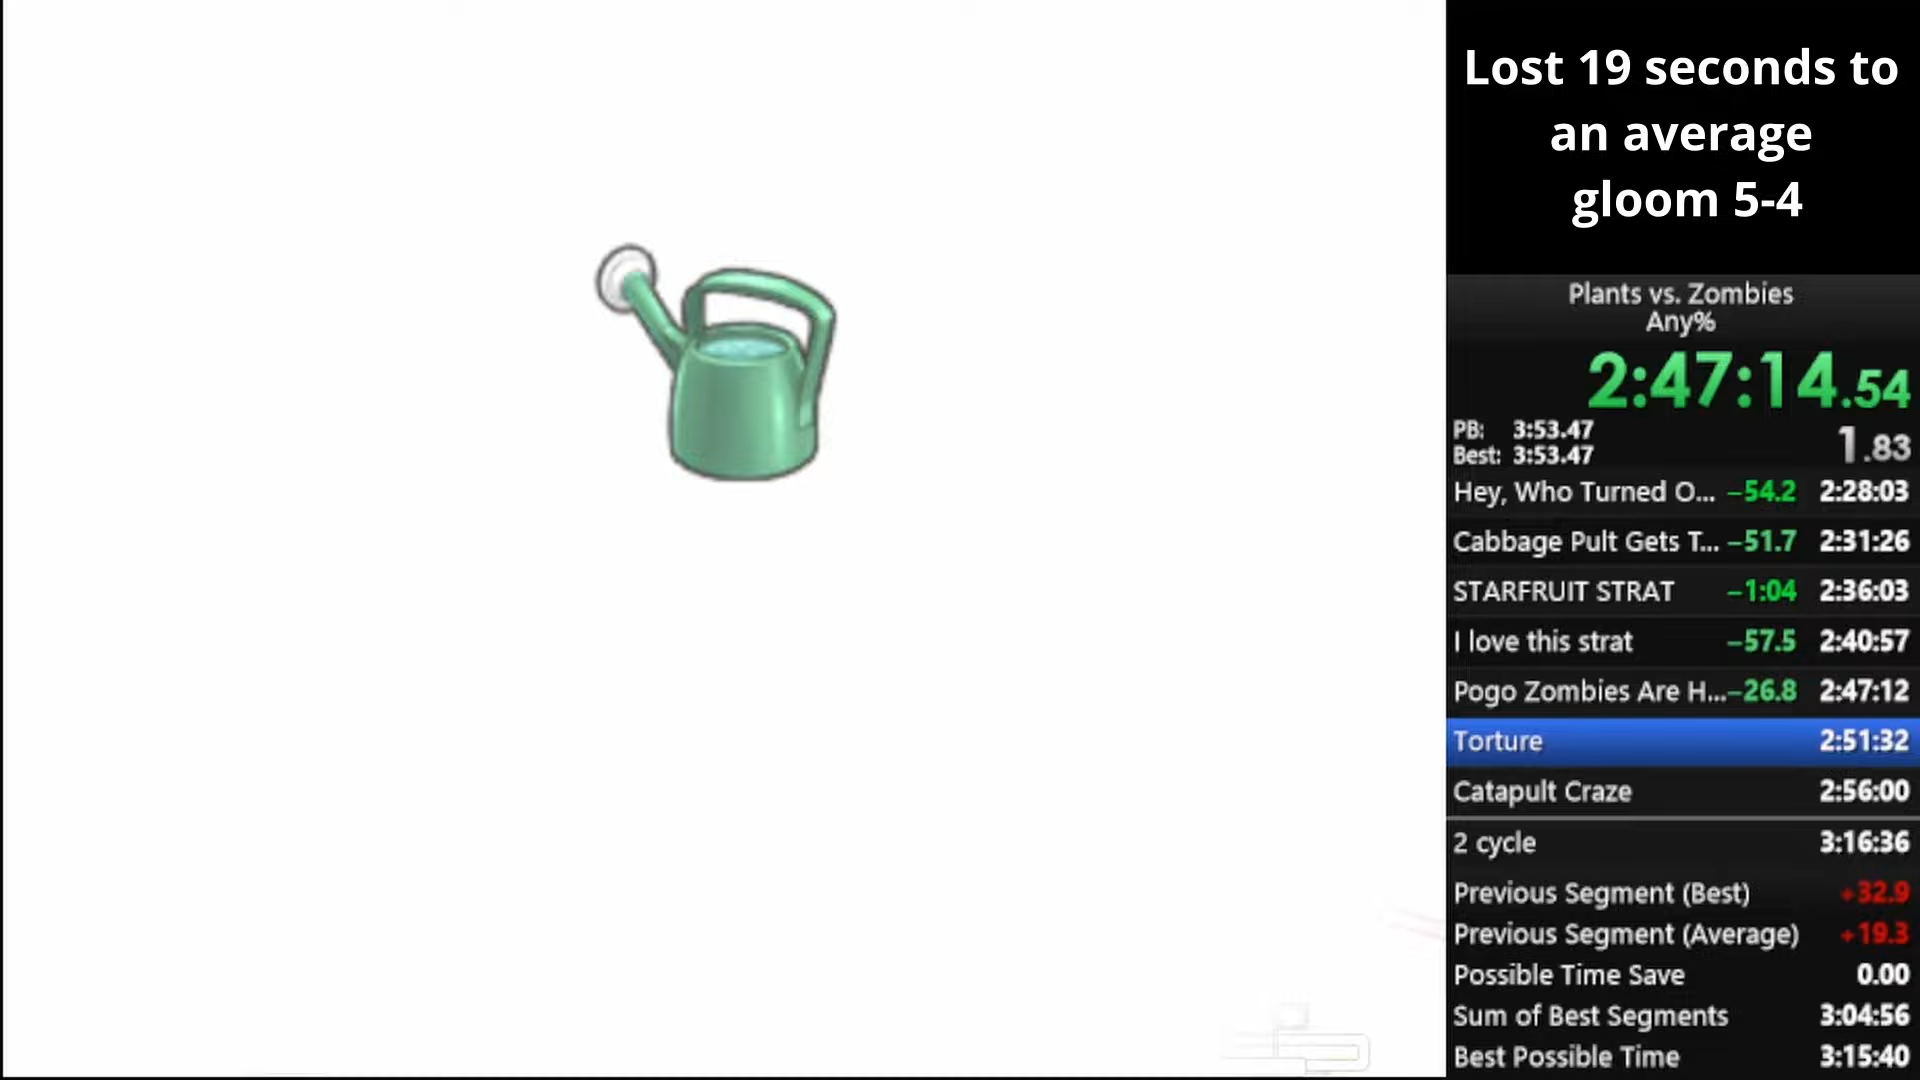 Lost 19 seconds to
an average
gloom 5-4
Plants vs. Zombies
Any%
2:47:14.54
PB: 3:53.47
Best: 3:53.47
1.83
Hey, Who Turned O... -54.2 2:28:03
Cabbage Pult Gets T... -51.7 2:31:26
STARFRUIT STRAT -1:04 2:36:03
I love this strat -57.5 2:40:57
Pogo Zombies Are H... -26.8 2:47:12
Torture 2:51:32
Catapult Craze 2:56:00
2 cycle 3:16:36
Previous Segment (Best) +32.9
Previous Segment (Average) +19.3
Possible Time Save 0.00
Sum of Best Segments 3:04:56
Best Possible Time 3:15:40